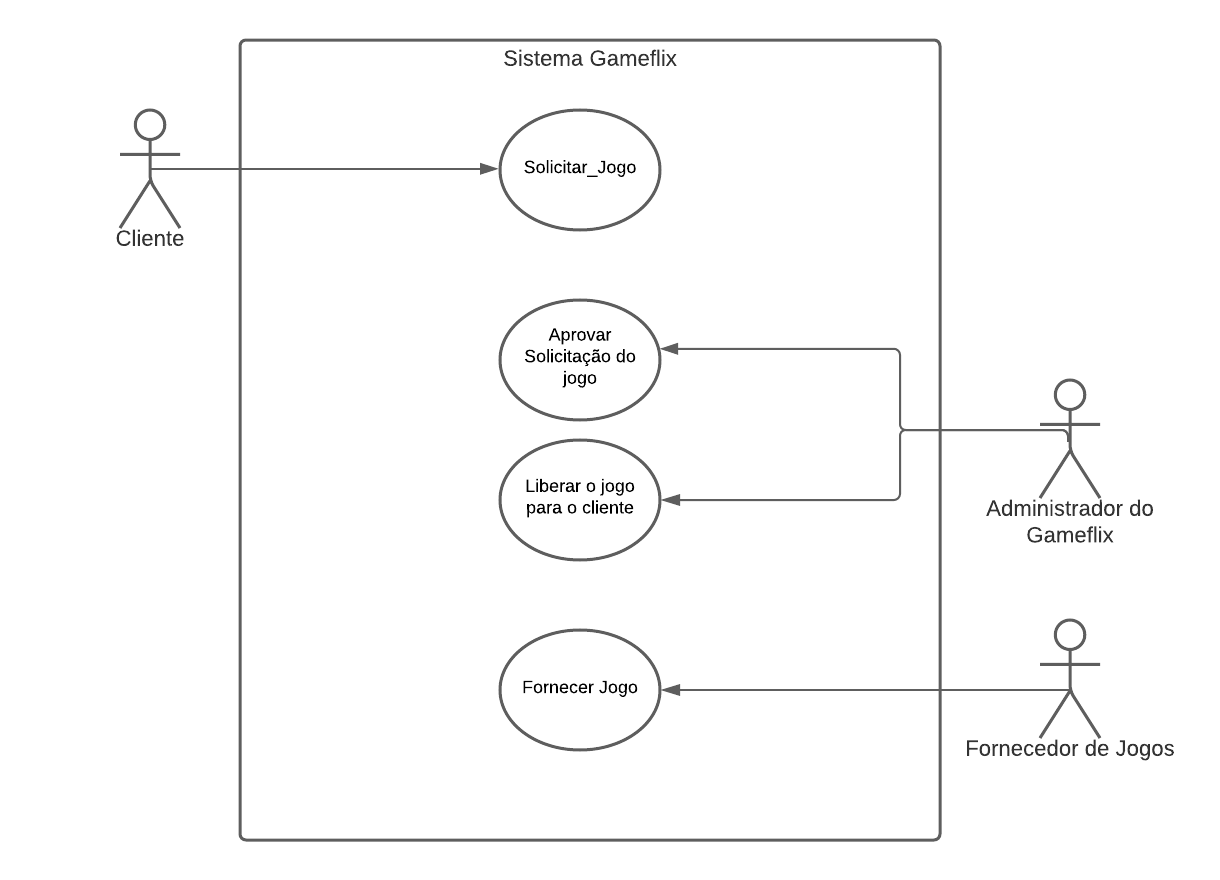 Sistema Gameflix
Solicitar_Jogo
Cliente
Aprovar
Solicitação do
jogo
Liberar o jogo
para o cliente
Administrador do
Gameflix
Fornecer Jogo
Fornecedor de Jogos